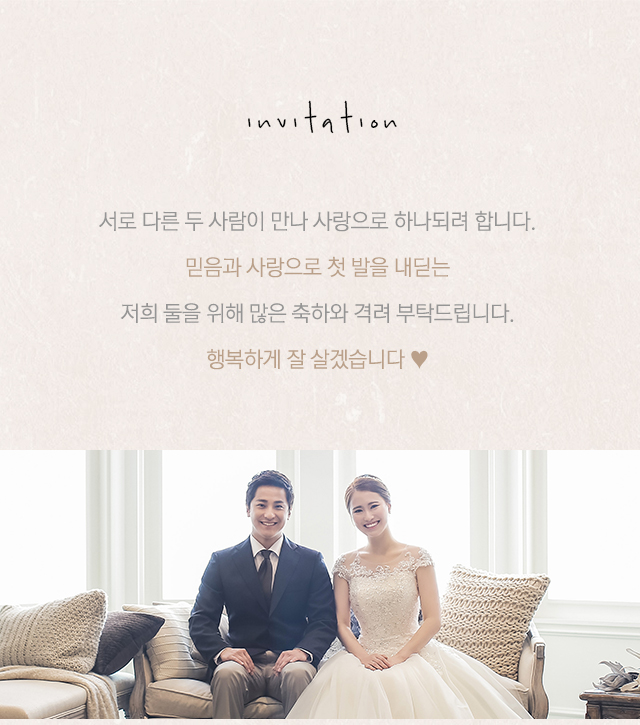 invitation
서로 다른 두 사람이 만나 사랑으로 하나되려 합니다.
믿음과 사랑으로 첫 발을 내딛는
저희 둘을 위해 많은 축하와 격려 부탁드립니다.
행복하게 잘 살겠습니다 ♥